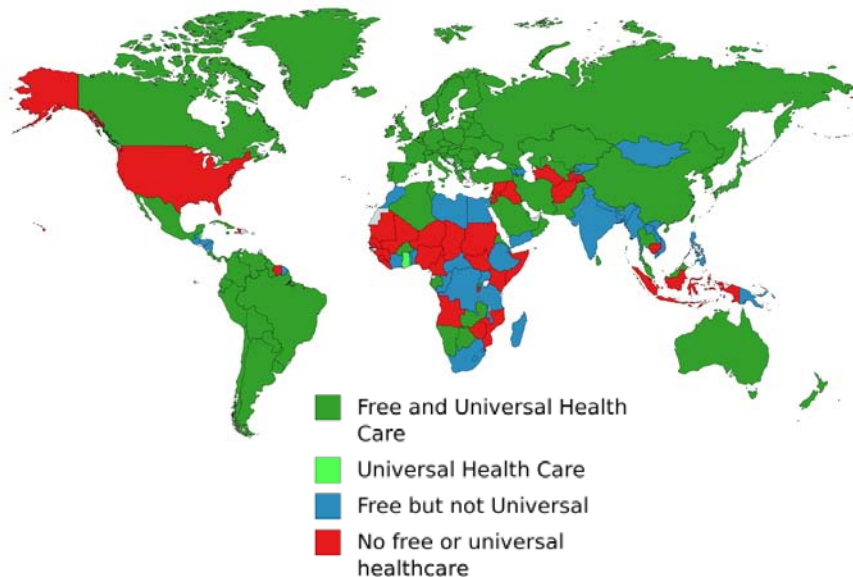 Free and Universal Health
Care
Universal Health Care
Free but not Universal
No free or universal
healthcare